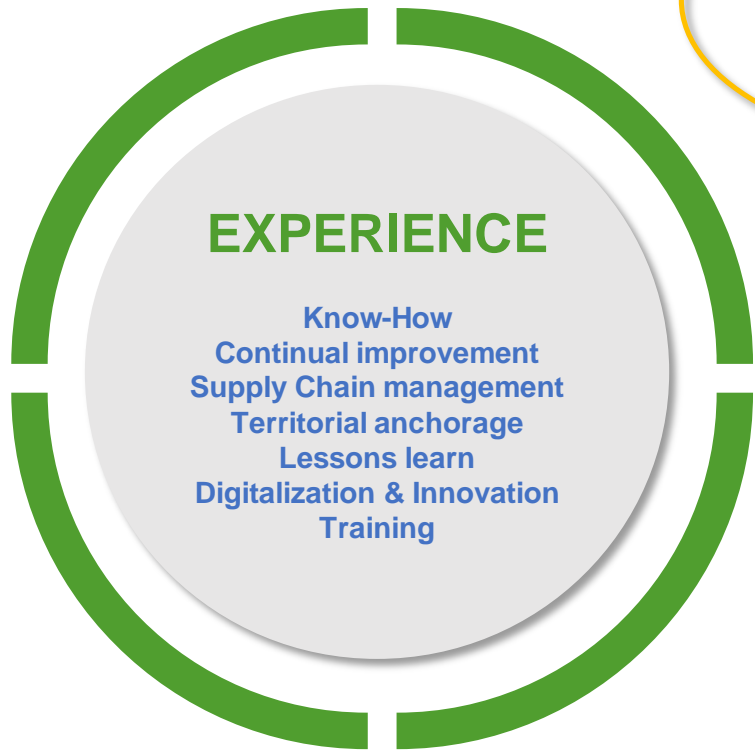 EXPERIENCE
Know-How
Continual improvement
Supply Chain management
Territorial anchorage
Lessons learn
Digitalization & Innovation
Training